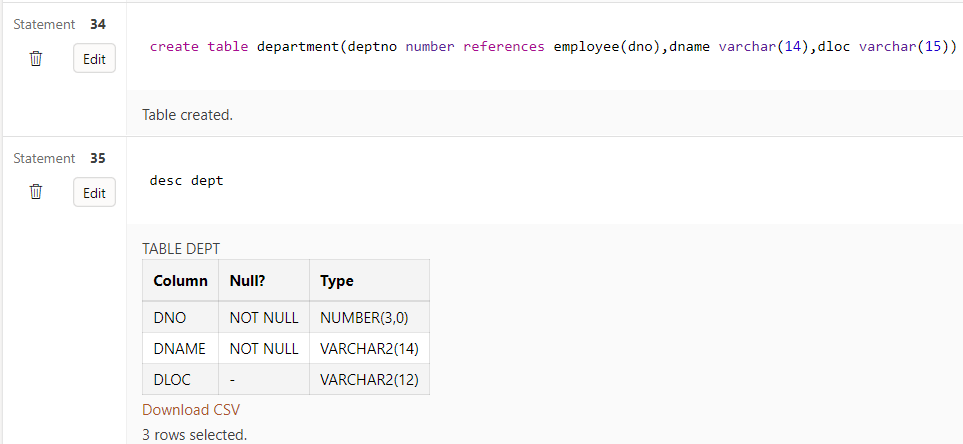 Statement 34
Edit
create table department(deptno number references employee(dno),dname varchar(14),dloc varchar(15))
Table created.
Statement 35
Edit
desc dept
TABLE DEPT
Column Null? Type
DNO NOT NULL NUMBER(3,0)
DNAME NOT NULL VARCHAR2(14)
DLOC - VARCHAR2(12)
Download CSV
3 rows selected.